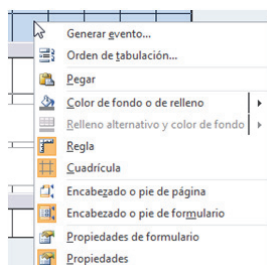 Generar evento...
Orden de tabulación...
Pegar
Color de fondo o de relleno
Relleno alternativo y color de fondo
Regla
Cuadrícula
Encabezado o pie de página
Encabezado o pie de formulario
Propiedades de formulario
Propiedades